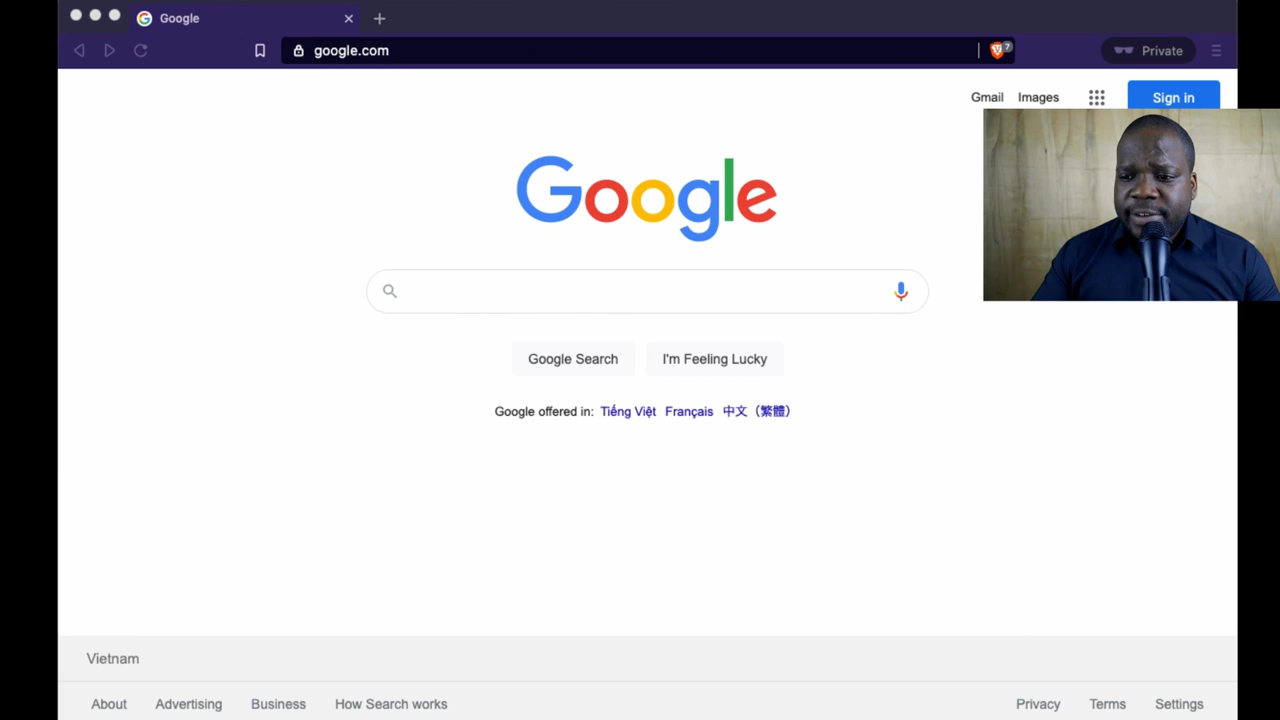 Google
google.com
7
Private
Gmail Images
Sign in
Google
Google Search
I'm Feeling Lucky
Google offered in: Tiếng Việt Français 中文（繁體）
Vietnam
About Advertising Business How Search works
Privacy Terms Settings